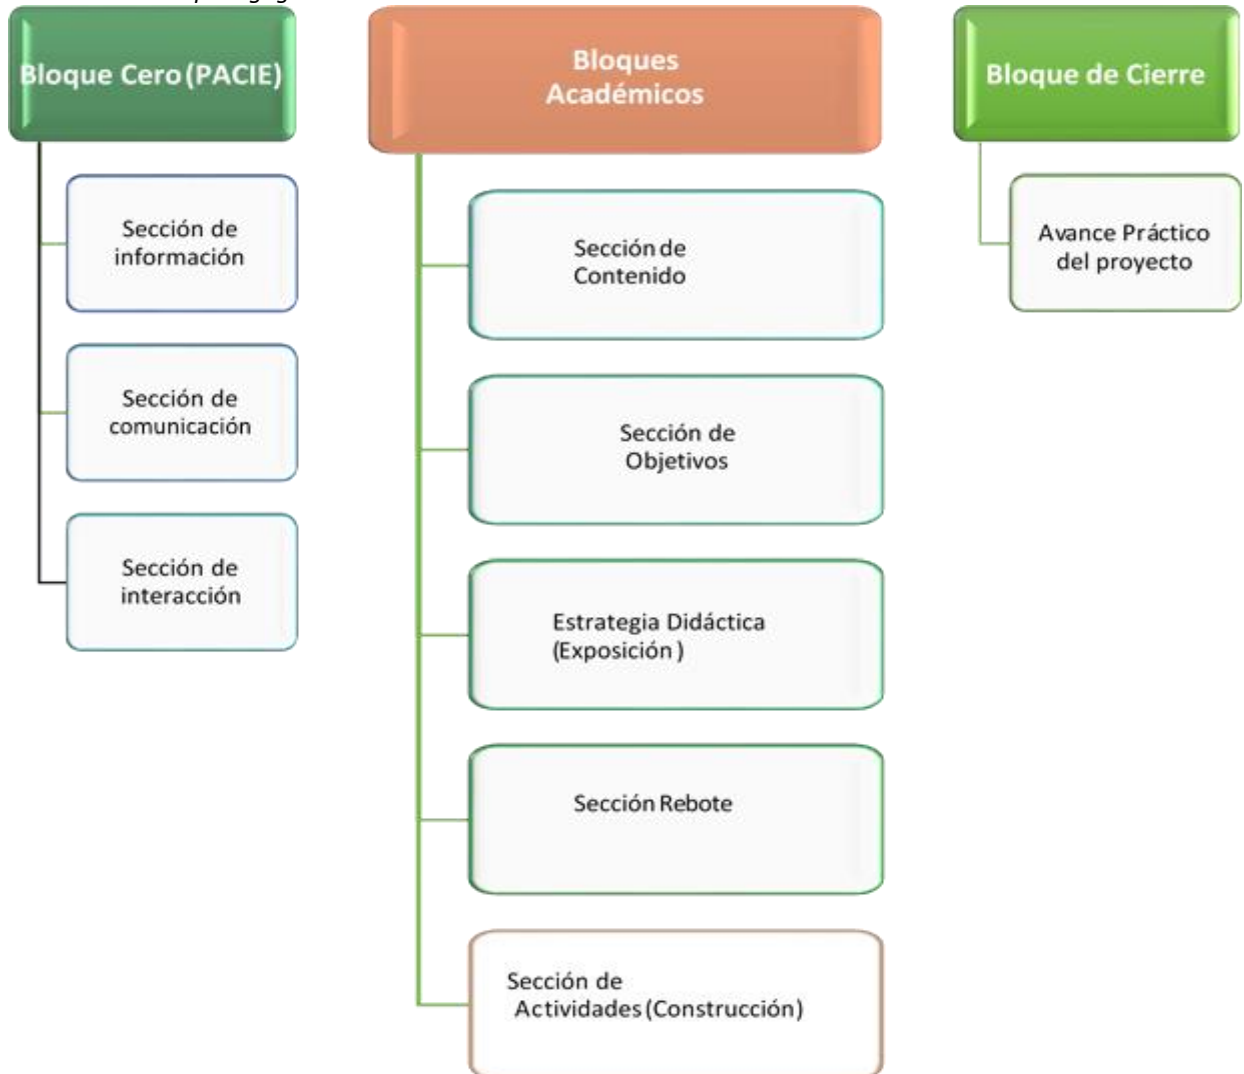 Bloque Cero (PACIE)
Sección de
información
Sección de
comunicación
Sección de
interacción
Bloques
Académicos
Sección de
Contenido
Sección de
Objetivos
Estrategia Didáctica
(Exposición )
Sección Rebote
Sección de
Actividades (Construcción)
Bloque de Cierre
Avance Práctico
del proyecto